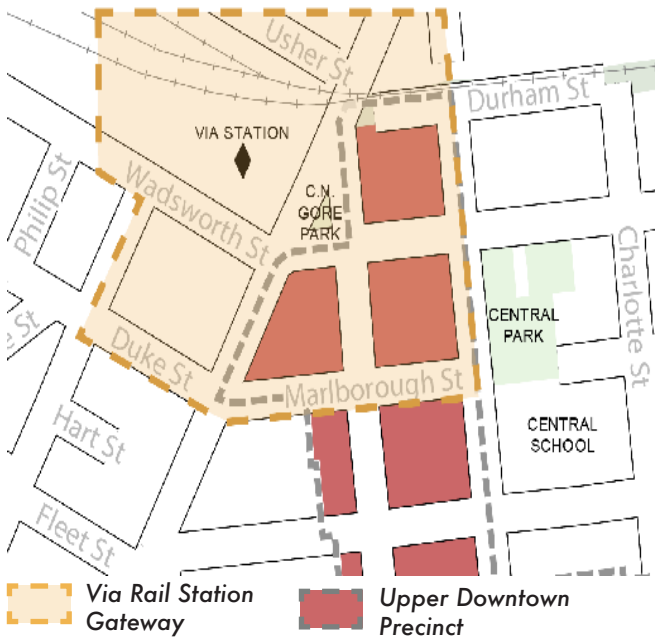 Usher St
Durham St
VIA STATION
Philip St
Wadsworth St
C.N.
GORE
PARK
Charlotte St
CENTRAL
PARK
e St
Duke St
Marlborough St
Hart St
CENTRAL
SCHOOL
Fleet St
Via Rail Station
Gateway
Upper Downtown
Precinct